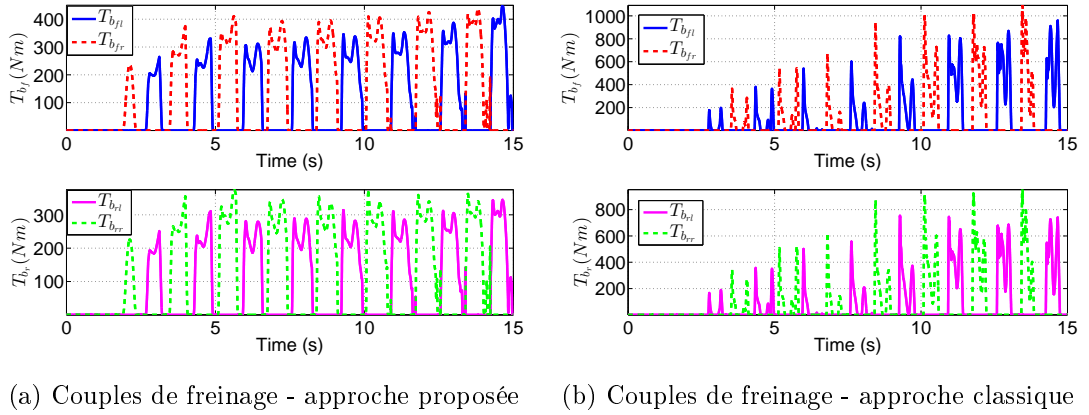 400
300
200
100
0
5
10
15
T_{b_f}(Nm)
Time (s)
T_{b_{fl}}
T_{b_{fr}}
1000
800
600
400
200
0
5
10
15
T_{b_f}(Nm)
Time (s)
T_{b_{fl}}
T_{b_{fr}}
300
200
100
0
5
10
15
T_{b_r}(Nm)
Time (s)
T_{b_{rl}}
T_{b_{rr}}
800
600
400
200
0
5
10
15
T_{b_r}(Nm)
Time (s)
T_{b_{rl}}
T_{b_{rr}}
(a) Couples de freinage - approche proposée
(b) Couples de freinage - approche classique